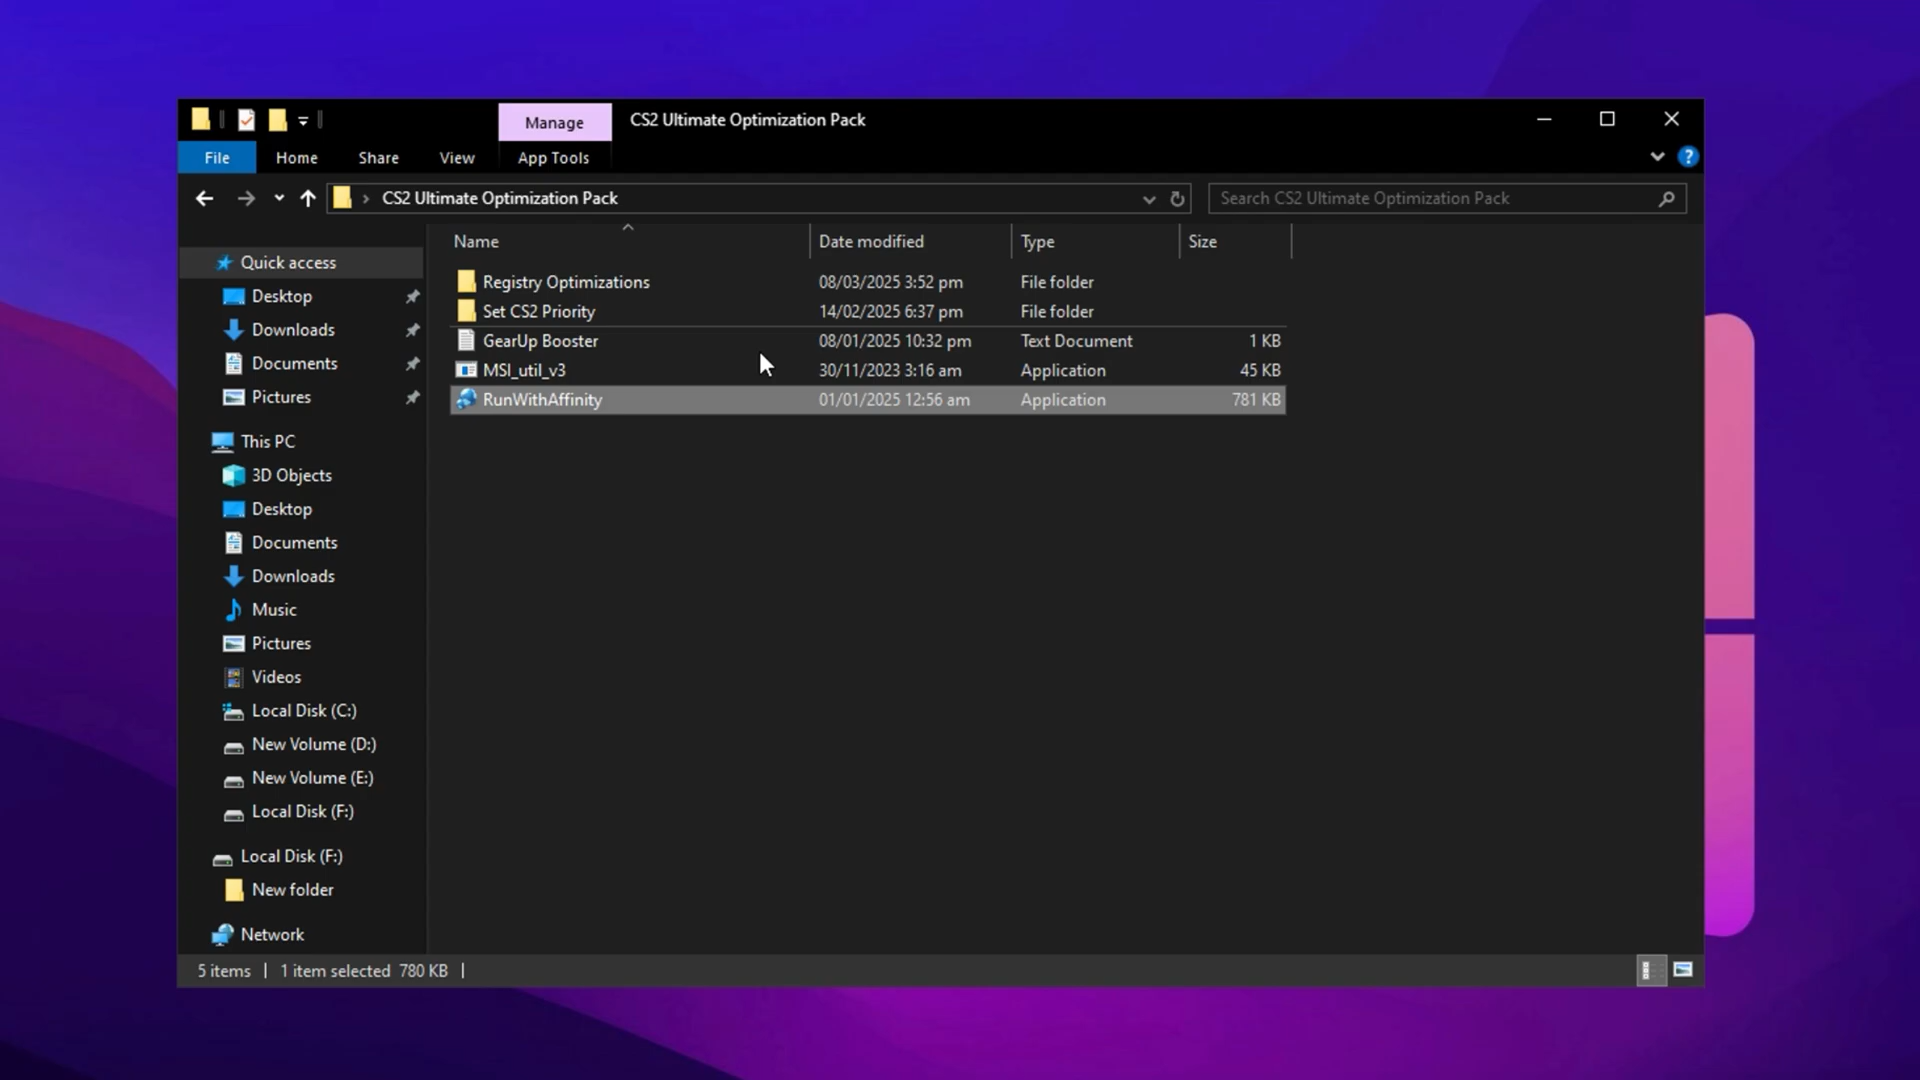 Manage
CS2 Ultimate Optimization Pack
File
Home
Share
View
App Tools
CS2 Ultimate Optimization Pack
Search CS2 Ultimate Optimization Pack
Name
Date modified
Type
Size
Quick access
Desktop
Downloads
Documents
Pictures
This PC
3D Objects
Desktop
Documents
Downloads
Music
Pictures
Videos
Local Disk (C:)
New Volume (D:)
New Volume (E:)
Local Disk (F:)
Local Disk (F:)
New folder
Network
Registry Optimizations 08/03/2025 3:52 pm File folder
Set CS2 Priority 14/02/2025 6:37 pm File folder
GearUp Booster 08/01/2025 10:32 pm Text Document 1 KB
MSI_util_v3 30/11/2023 3:16 am Application 45 KB
RunWithAffinity 01/01/2025 12:56 am Application 781 KB
5 items 1 item selected 780 KB